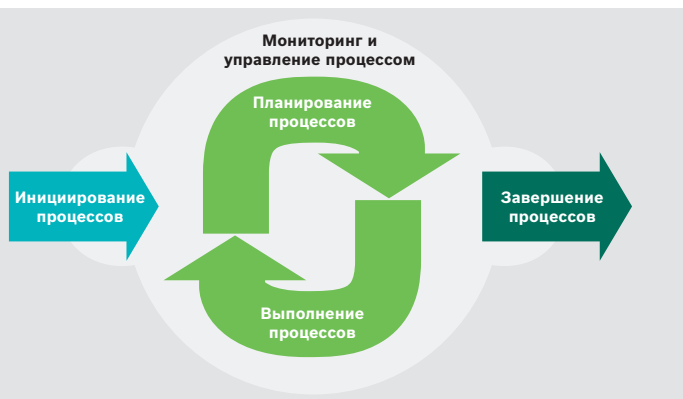 Мониторинг и
управление процессом
Планирование
процессов
Инициирование
процессов
Завершение
процессов
Выполнение
процессов